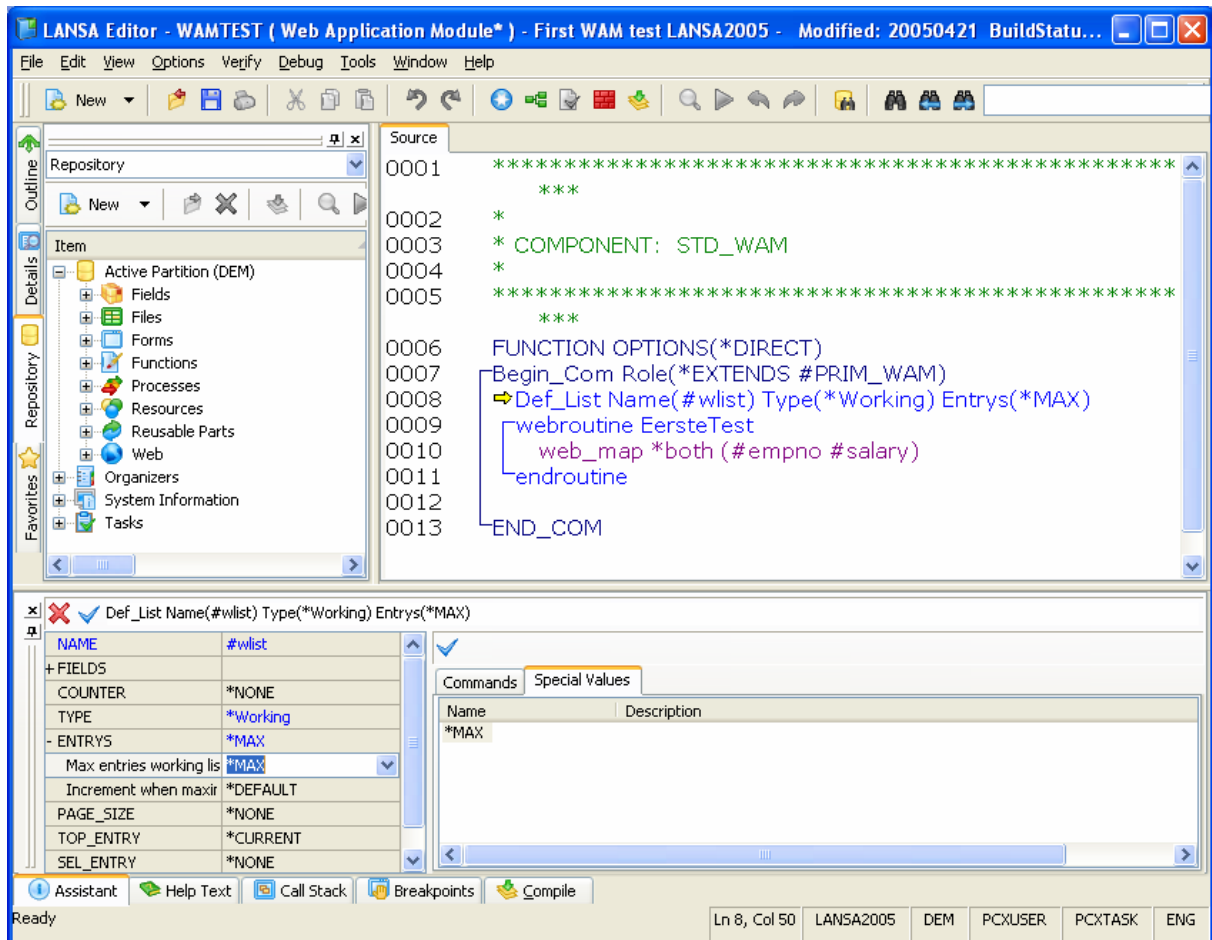 LANSA Editor - WAMTEST ( Web Application Module* ) - First WAM test LANSA2005 -   Modified: 20050421  BuildStatu...
File Edit View Options Verify Debug Tools Window Help
New
Repository
New
Item
Active Partition (DEM)
Fields
Files
Forms
Functions
Processes
Resources
Reusable Parts
Web
Organizers
System Information
Tasks
Outline
Details
Repository
Favorites
Source
0001 ************************************************
***
0002 *
0003 * COMPONENT: STD_WAM
0004 *
0005 ************************************************
***
0006 FUNCTION OPTIONS(*DIRECT)
0007 Begin_Com Role(*EXTENDS #PRIM_WAM)
0008 Def_List Name(#wlist) Type(*Working) Entrys(*MAX)
0009 webroutine EersteTest
0010 web_map *both (#empno #salary)
0011 endroutine
0012
0013 END_COM
Def_List Name(#wlist) Type(*Working) Entrys(*MAX)
NAME #wlist
+ FIELDS
COUNTER *NONE
TYPE *Working
- ENTRYS *MAX
Max entries working lis *MAX
Increment when maxir *DEFAULT
PAGE_SIZE *NONE
TOP_ENTRY *CURRENT
SEL_ENTRY *NONE
Commands Special Values
Name Description
*MAX
Assistant Help Text Call Stack Breakpoints Compile
Ready Ln 8, Col 50 LANSA2005 DEM PCXUSER PCXTASK ENG